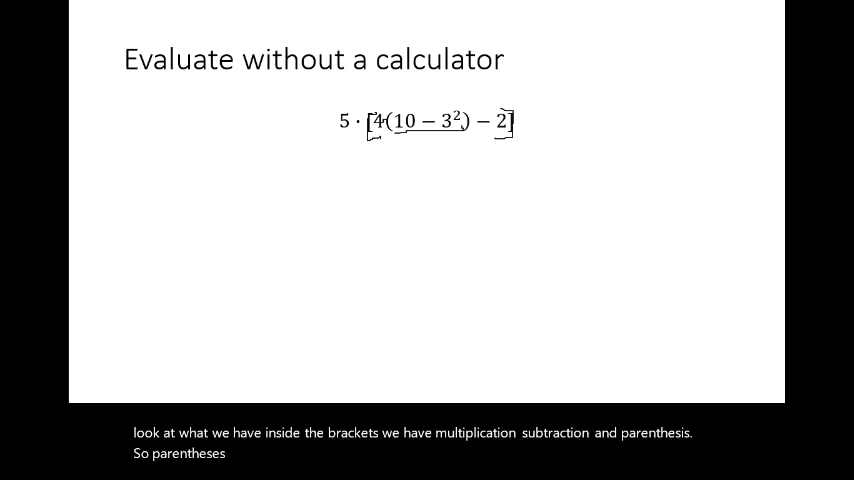 Evaluate without a calculator
5 · [4(10 − 3²) − 2]
look at what we have inside the brackets we have multiplication subtraction and parenthesis.
So parentheses